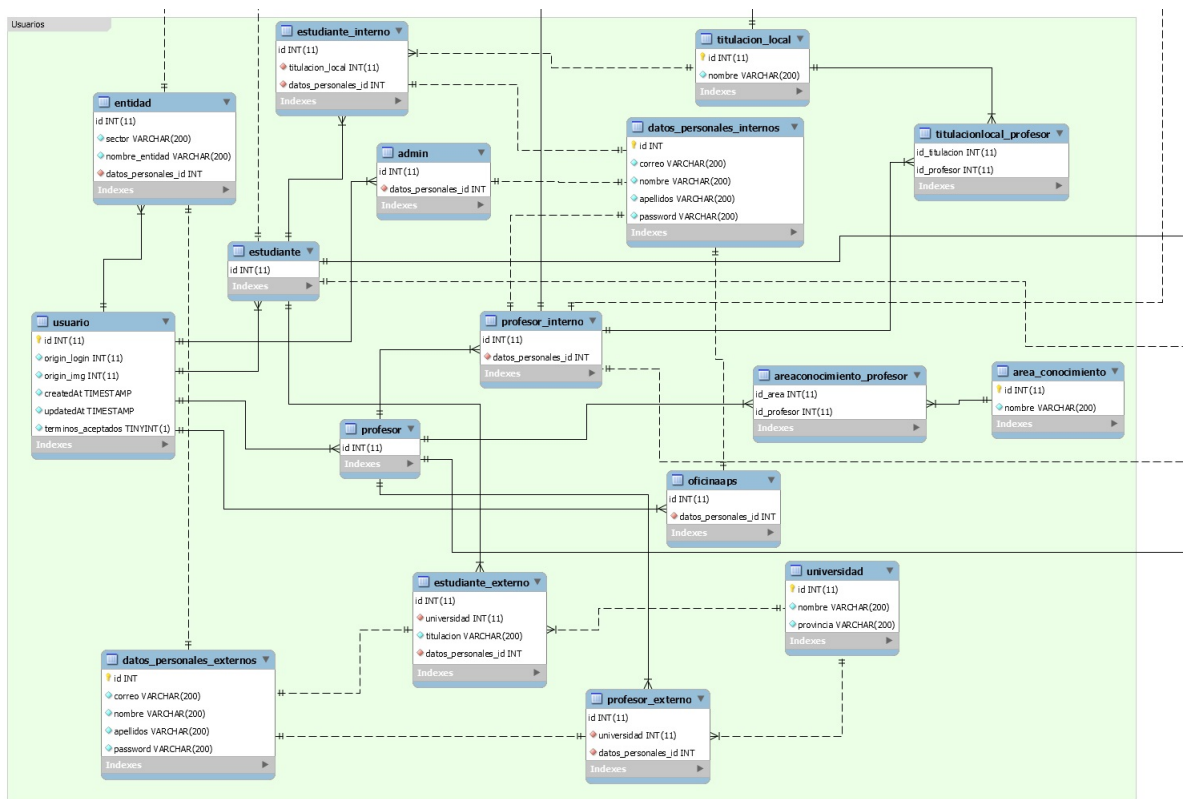 Usuarios
estudiante_interno
id INT(11)
titulacion_local INT(11)
datos_personales_id INT
Indexes
titulacion_local
id INT(11)
nombre VARCHAR(200)
Indexes
entidad
id INT(11)
sector VARCHAR(200)
nombre_entidad VARCHAR(200)
datos_personales_id INT
Indexes
admin
id INT(11)
datos_personales_id INT
Indexes
datos_personales_internos
id INT
correo VARCHAR(200)
nombre VARCHAR(200)
apellidos VARCHAR(200)
password VARCHAR(200)
Indexes
titulacionlocal_profesor
id_titulacion INT(11)
id_profesor INT(11)
Indexes
estudiante
id INT(11)
Indexes
usuario
id INT(11)
origin_login INT(11)
origin_img INT(11)
createdAt TIMESTAMP
updatedAt TIMESTAMP
terminos_aceptados TINYINT(1)
Indexes
profesor_interno
id INT(11)
datos_personales_id INT
Indexes
areaconocimiento_profesor
id_area INT(11)
id_profesor INT(11)
Indexes
area_conocimiento
id INT(11)
nombre VARCHAR(200)
Indexes
profesor
id INT(11)
Indexes
oficinaaps
id INT(11)
datos_personales_id INT
Indexes
estudiante_externo
id INT(11)
universidad INT(11)
titulacion VARCHAR(200)
datos_personales_id INT
Indexes
universidad
id INT(11)
nombre VARCHAR(200)
provincia VARCHAR(200)
Indexes
datos_personales_externos
id INT
correo VARCHAR(200)
nombre VARCHAR(200)
apellidos VARCHAR(200)
password VARCHAR(200)
Indexes
profesor_externo
id INT(11)
universidad INT(11)
datos_personales_id INT
Indexes